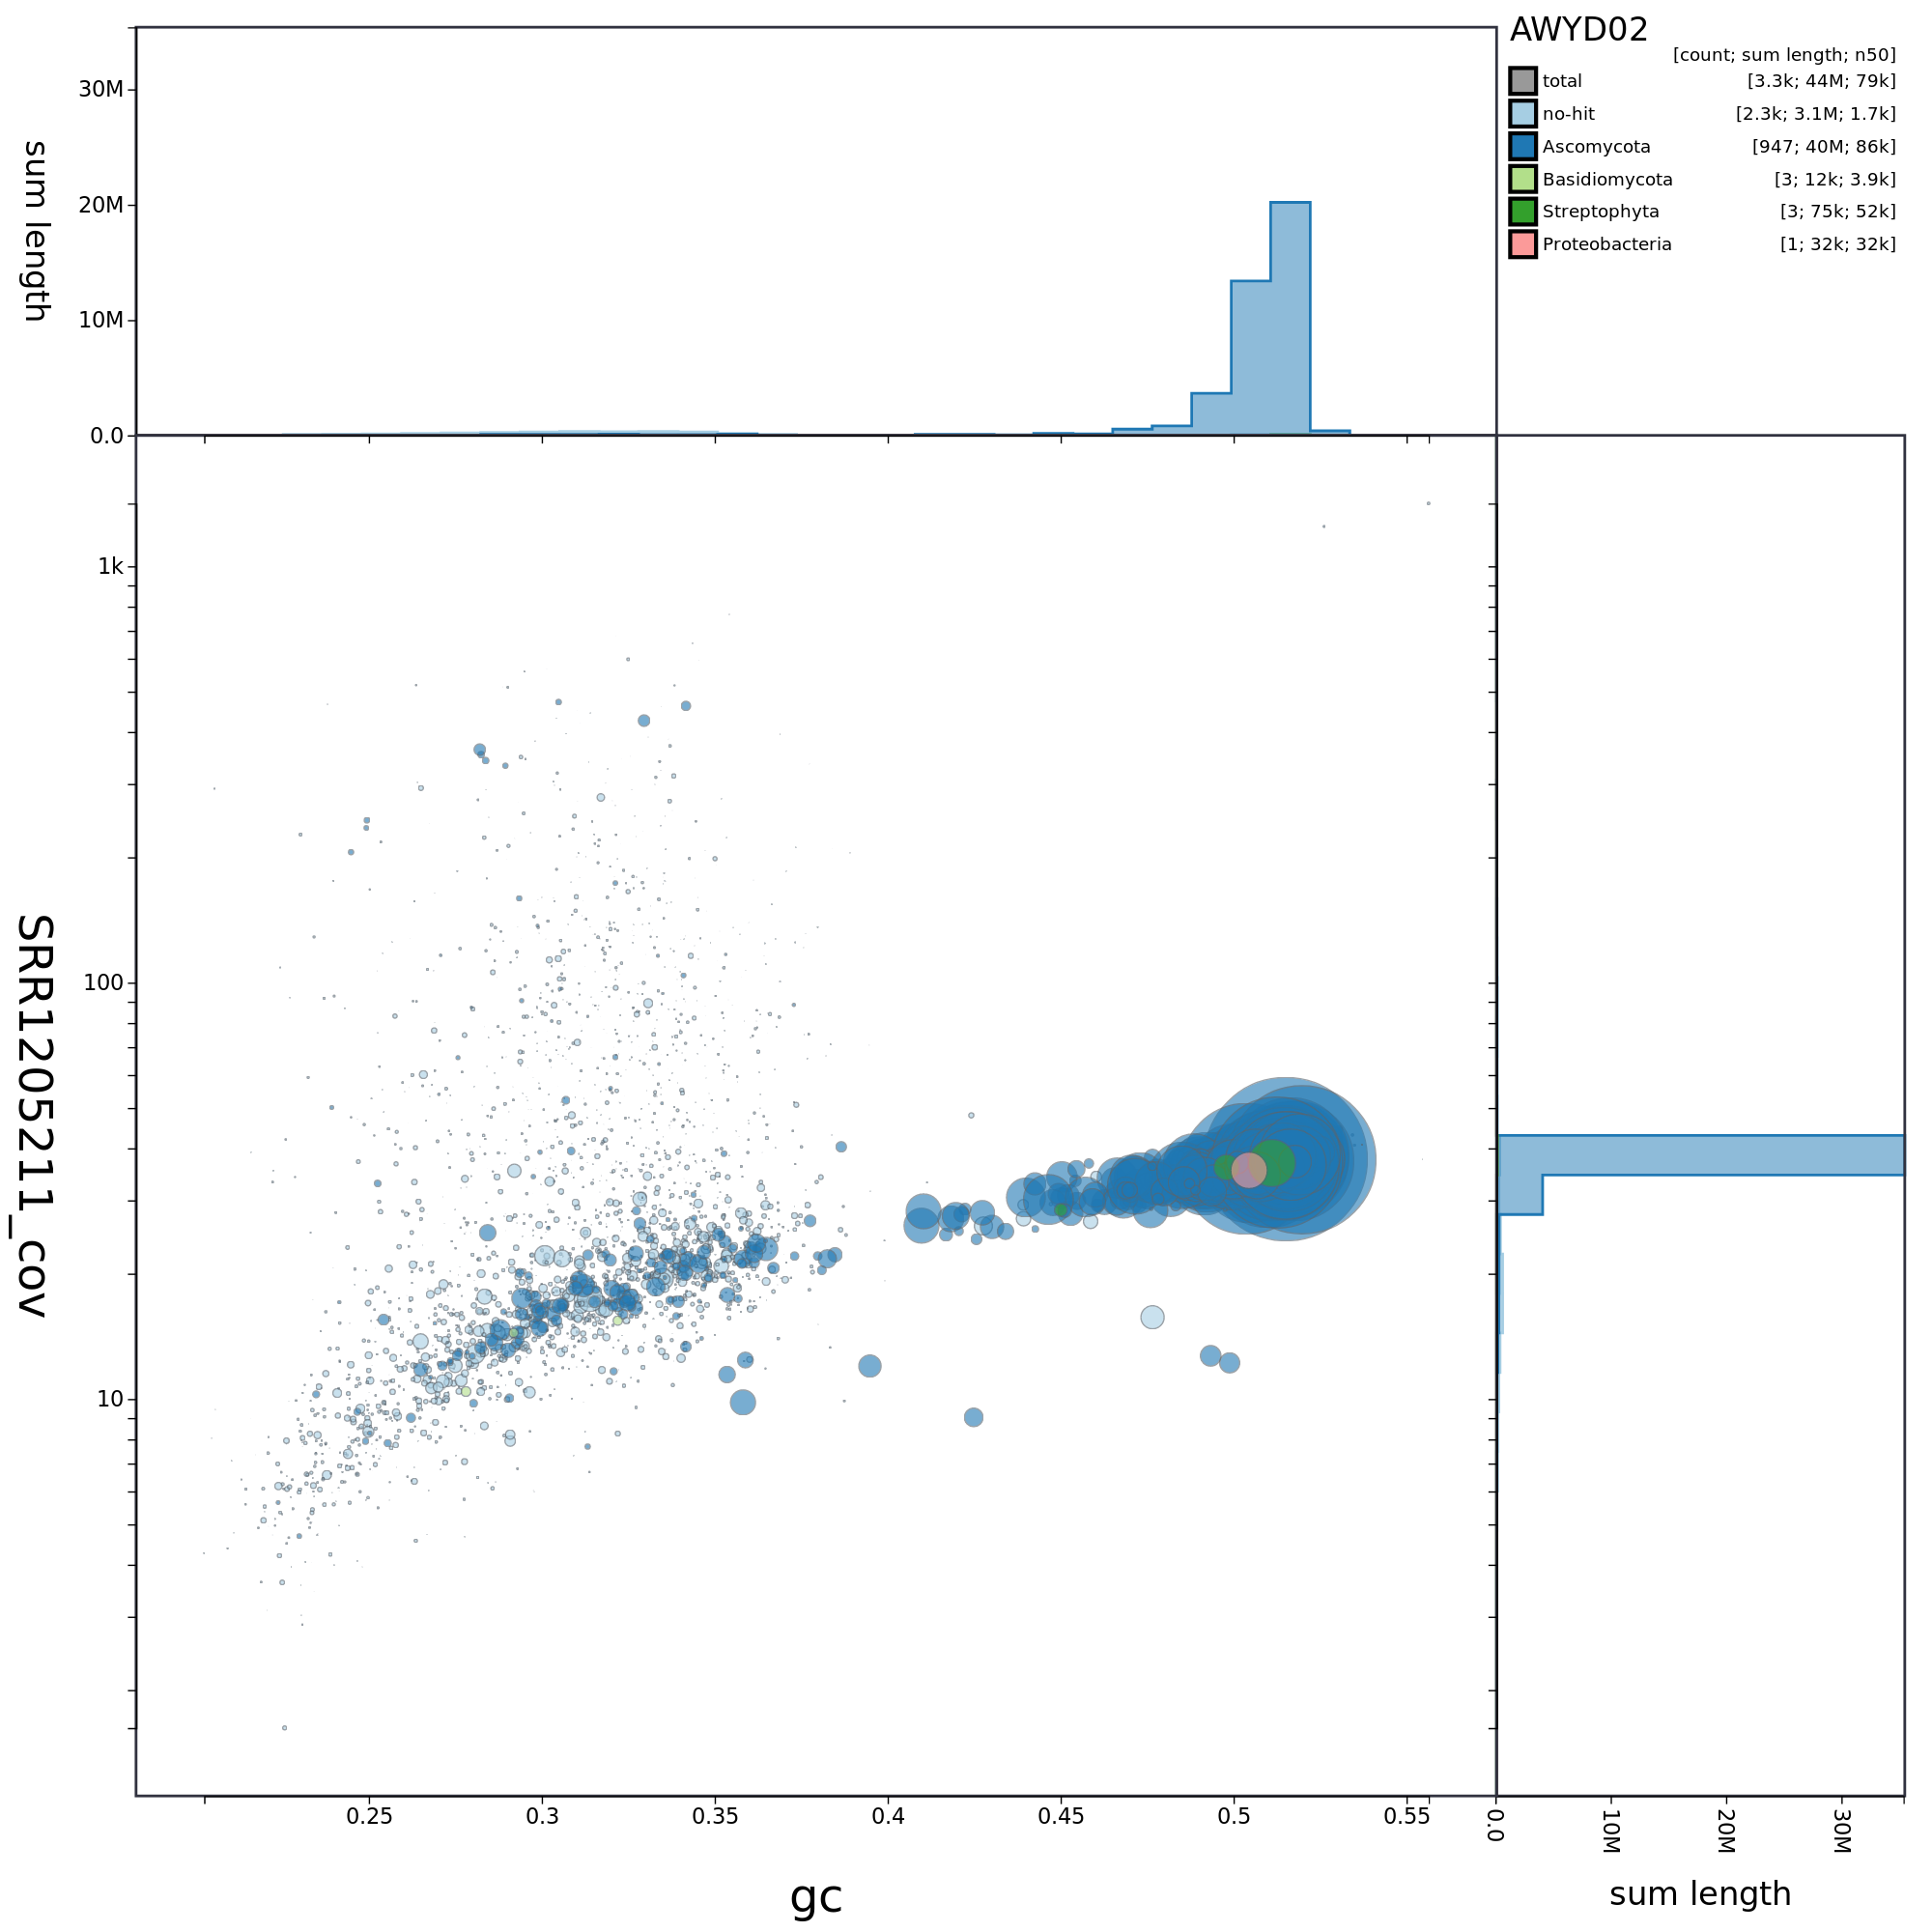 AWYD02
[count; sum length; n50]
total [3.3k; 44M; 79k]
no-hit [2.3k; 3.1M; 1.7k]
Ascomycota [947; 40M; 86k]
Basidiomycota [3; 12k; 3.9k]
Streptophyta [3; 75k; 52k]
Proteobacteria [1; 32k; 32k]
sum length
30M
20M
10M
0.0
SRR1205211_cov
1k
100
10
0.25 0.3 0.35 0.4 0.45 0.5 0.55
gc
0.0 10M 20M 30M
sum length